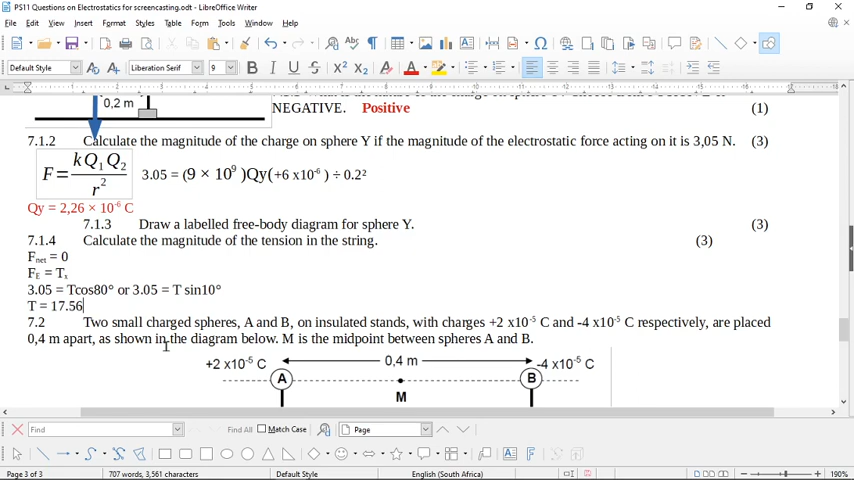 PS11 Questions on Electrostatics for screencasting.odt - LibreOffice Writer
File Edit View Insert Format Styles Table Form Tools Window Help
Default Style Liberation Serif 9
0,2 m
NEGATIVE. Positive (1)
7.1.2 Calculate the magnitude of the charge on sphere Y if the magnitude of the electrostatic force acting on it is 3,05 N. (3)
F = k Q₁ Q₂ / r² 3.05 = (9 × 10⁹ )Qy(+6 x10⁻⁶ ) ÷ 0.2²
Qy = 2,26 × 10⁻⁶ C
7.1.3 Draw a labelled free-body diagram for sphere Y. (3)
7.1.4 Calculate the magnitude of the tension in the string. (3)
Fnet = 0
FE = Tx
3.05 = Tcos80° or 3.05 = T sin10°
T = 17.56
7.2 Two small charged spheres, A and B, on insulated stands, with charges +2 x10⁻⁵ C and -4 x10⁻⁵ C respectively, are placed
0,4 m apart, as shown in the diagram below. M is the midpoint between spheres A and B.
+2 x10⁻⁵ C 0,4 m -4 x10⁻⁵ C
A B
M
Find Find All Match Case Page
Page 3 of 3 707 words, 3,561 characters Default Style English (South Africa) 190%